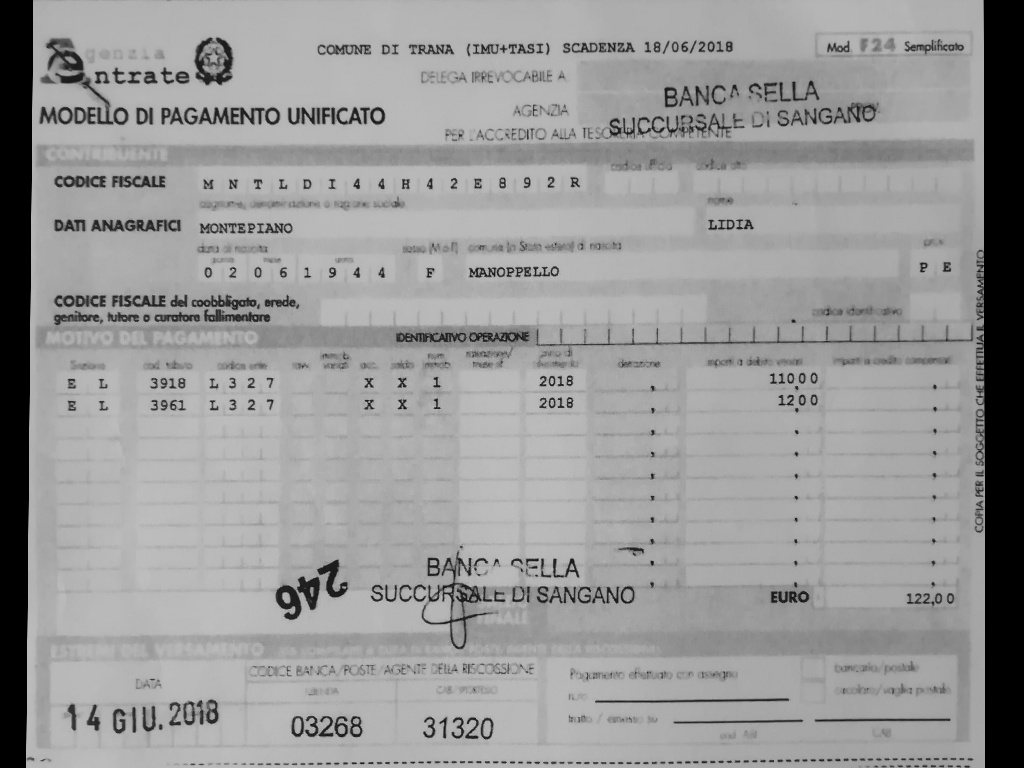 COMUNE DI TRANA (IMU+TASI) SCADENZA 18/06/2018
Mod. F24 Semplificato
genzia
ntrate
DELEGA IRREVOCABILE A
BANCA SELLA
MODELLO DI PAGAMENTO UNIFICATO
AGENZIA
SUCCURSALE DI SANGANO
PER L'ACCREDITO ALLA TESORERIA COMPETENTE
CONTRIBUENTE
CODICE FISCALE M N T L D I 4 4 H 4 2 E 8 9 2 R
codice ufficio codice atto
cognome, denominazione o ragione sociale nome
DATI ANAGRAFICI MONTEPIANO LIDIA
data di nascita sesso (M o F) comune (o Stato estero) di nascita prov.
giorno mese anno
0 2 0 6 1 9 4 4 F MANOPPELLO P E
CODICE FISCALE del coobbligato, erede,
genitore, tutore o curatore fallimentare
codice identificativo
MOTIVO DEL PAGAMENTO IDENTIFICATIVO OPERAZIONE
Sezione cod. tributo codice ente ravv. immob. variati acc. saldo num. immob. rateazione/mese rif. anno di riferimento detrazione importi a debito versati importi a credito compensati
E L 3918 L 3 2 7 X X 1 2018 , 110,00 ,
E L 3961 L 3 2 7 X X 1 2018 , 12,00 ,
246
BANCA SELLA
SUCCURSALE DI SANGANO
EURO 122,00
FINALE
ESTREMI DEL VERSAMENTO
CODICE BANCA/POSTE/AGENTE DELLA RISCOSSIONE
DATA
AZIENDA CAB/SPORTELLO
14 GIU. 2018
03268 31320
Pagamento effettuato con assegno
bancario/postale
n.ro
circolare/vaglia postale
tratto / emesso su
cod. ABI CAB
COPIA PER IL SOGGETTO CHE EFFETTUA IL VERSAMENTO